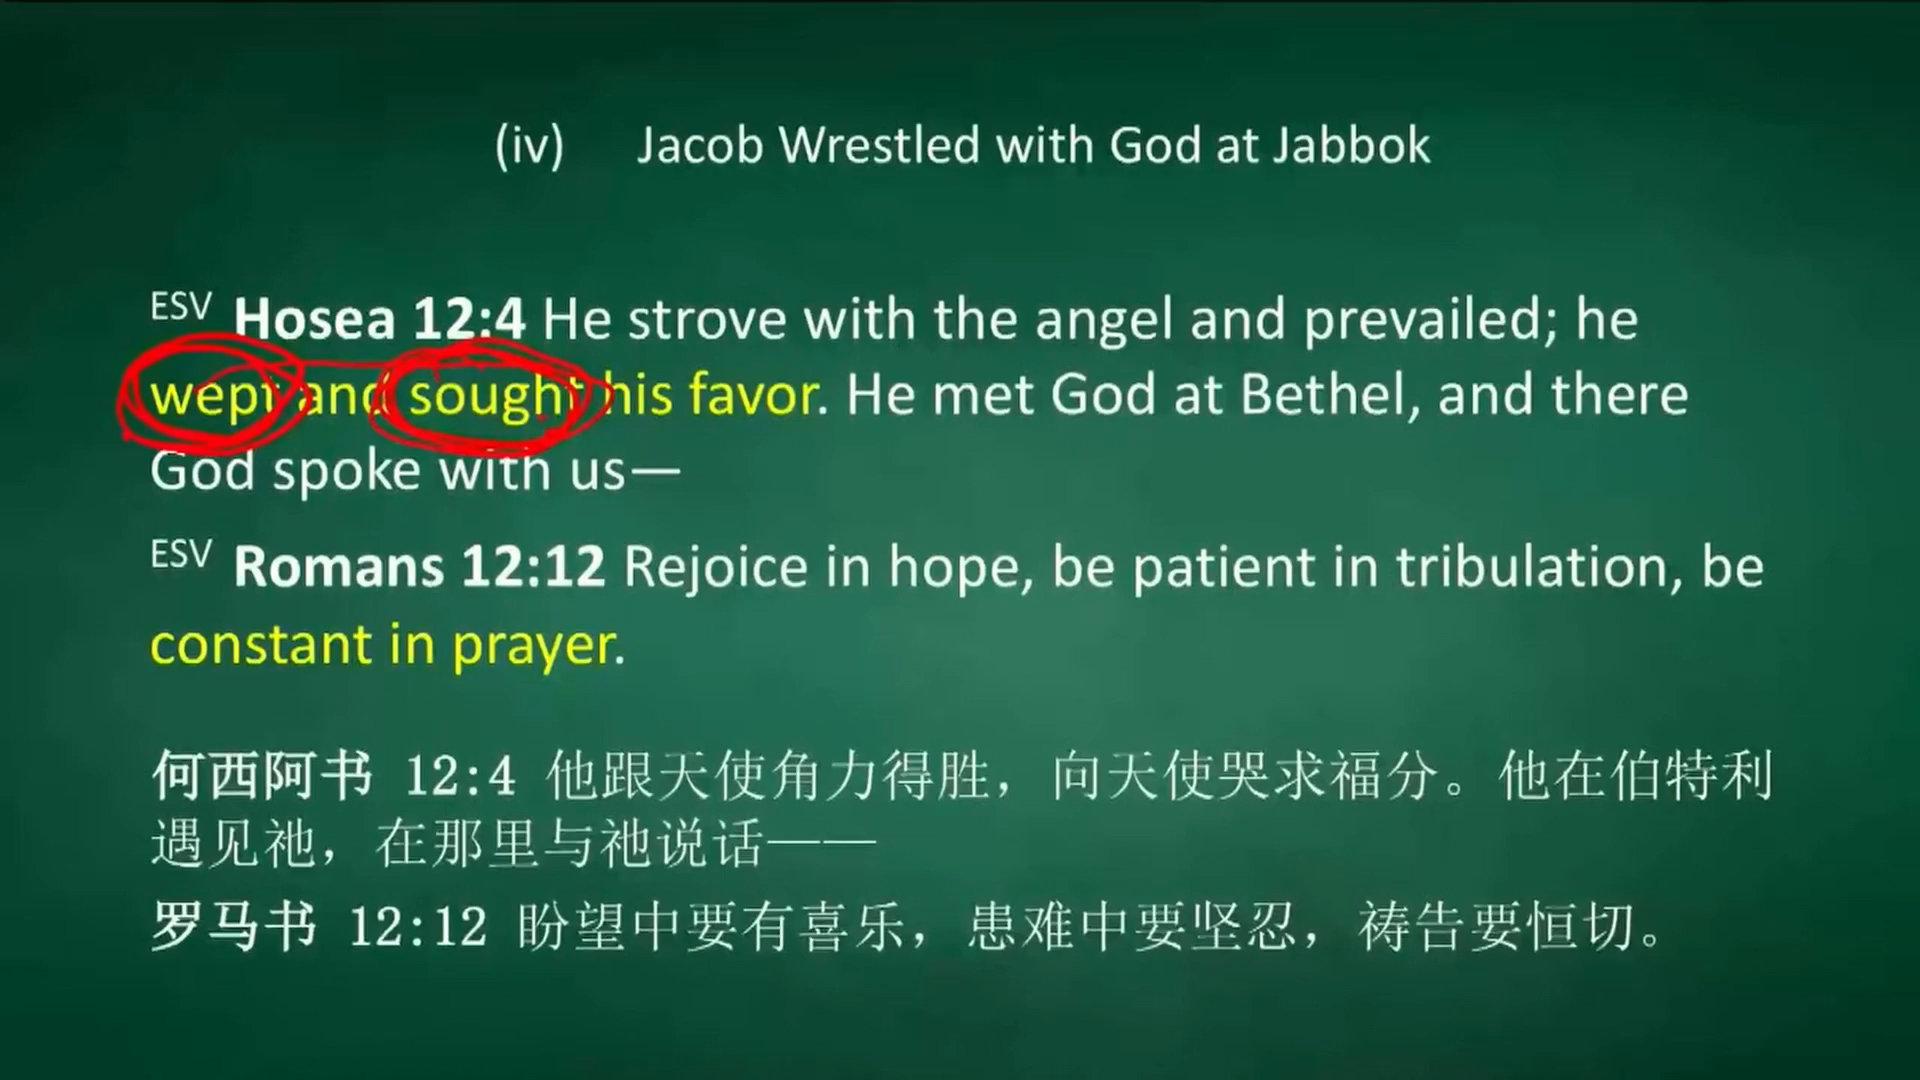 (iv) Jacob Wrestled with God at Jabbok
ESV Hosea 12:4 He strove with the angel and prevailed; he
wept and sought his favor. He met God at Bethel, and there
God spoke with us—
ESV Romans 12:12 Rejoice in hope, be patient in tribulation, be
constant in prayer.
何西阿书 12:4 他跟天使角力得胜，向天使哭求福分。他在伯特利
遇见祂，在那里与祂说话——
罗马书 12:12 盼望中要有喜乐，患难中要坚忍，祷告要恒切。